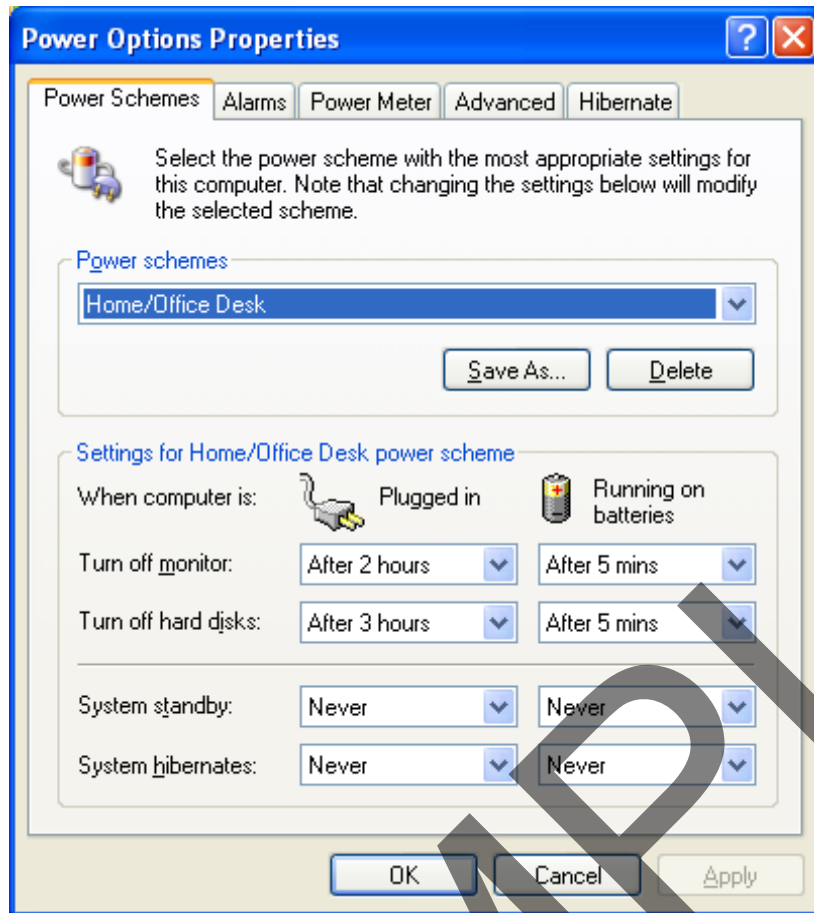 Power Options Properties
Power Schemes Alarms Power Meter Advanced Hibernate
Select the power scheme with the most appropriate settings for
this computer. Note that changing the settings below will modify
the selected scheme.
Power schemes
Home/Office Desk
Save As... Delete
Settings for Home/Office Desk power scheme
When computer is: Plugged in Running on
batteries
Turn off monitor: After 2 hours After 5 mins
Turn off hard disks: After 3 hours After 5 mins
System standby: Never Never
System hibernates: Never Never
OK Cancel Apply